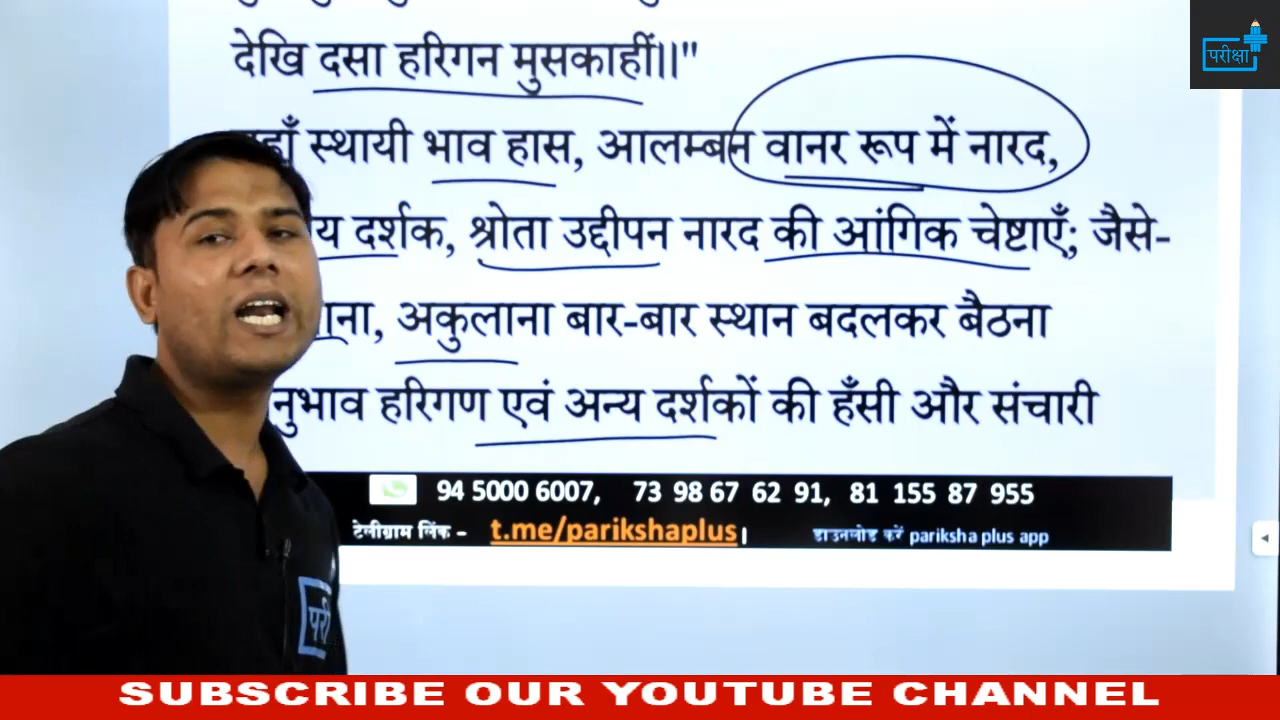 परीक्षा
देखि दसा हरिगन मुसकाहीं।।"
स्थायी भाव हास, आलम्बन वानर रूप में नारद,
दर्शक, श्रोता उद्दीपन नारद की आंगिक चेष्टाएँ; जैसे-
अकुलाना बार-बार स्थान बदलकर बैठना
हरिगण एवं अन्य दर्शकों की हँसी और संचारी
94 5000 6007, 73 98 67 62 91, 81 155 87 955
टेलीग्राम लिंक - t.me/parikshaplus। डाउनलोड करें pariksha plus app
परी
SUBSCRIBE OUR YOUTUBE CHANNEL